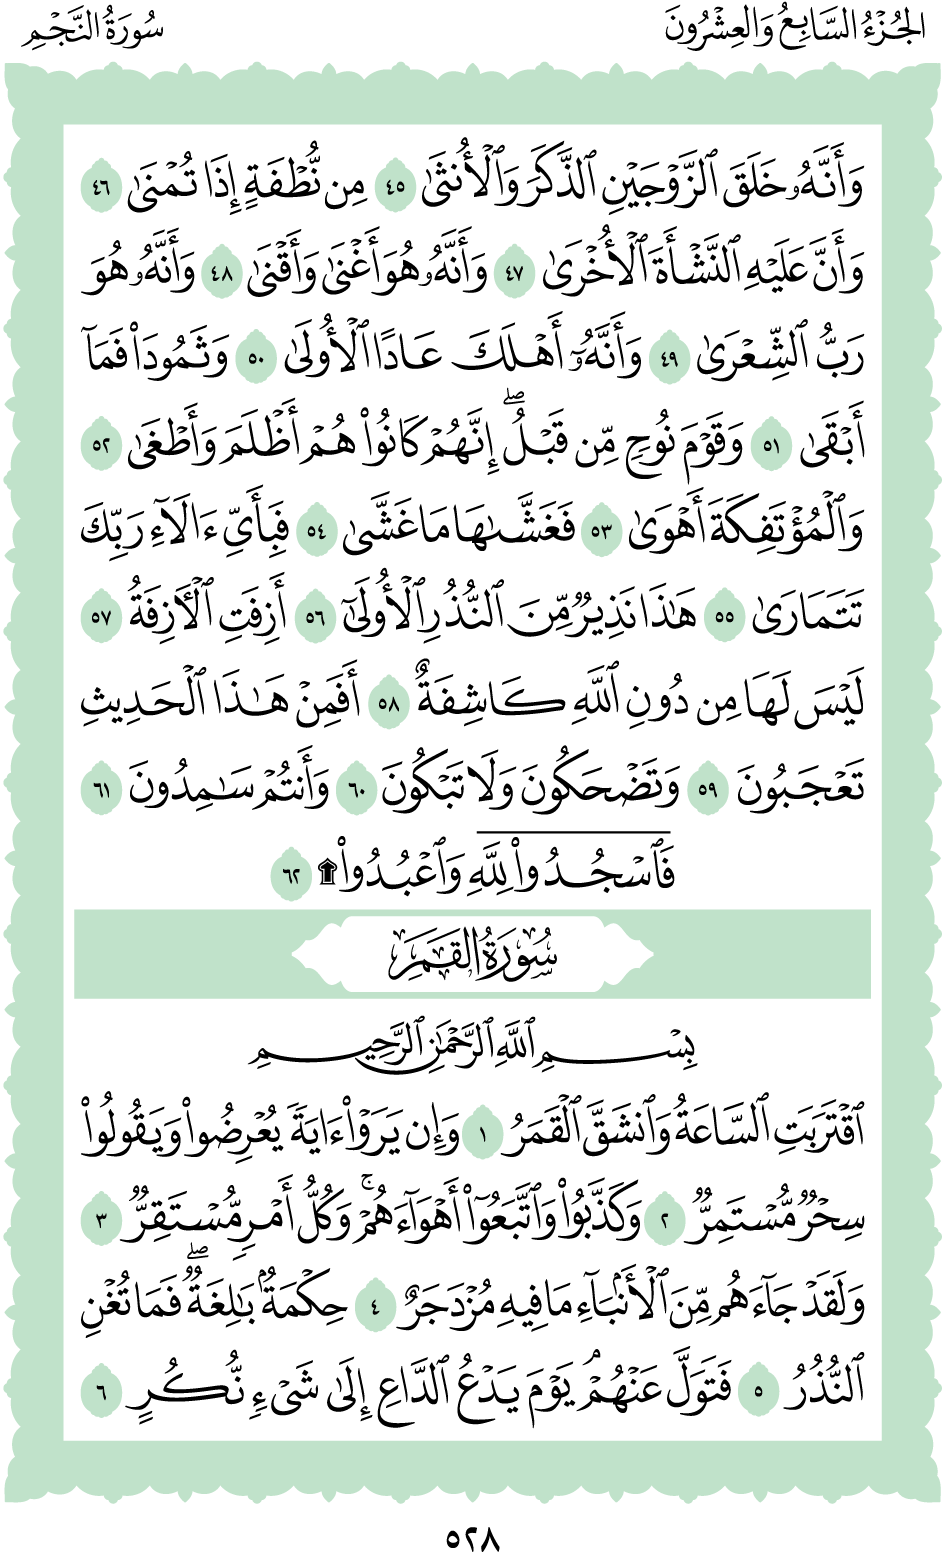 الجُزْءُ السَّابِعُ وَالعِشْرُونَ
سُورَةُ النَّجْمِ
وَأَنَّهُۥ خَلَقَ ٱلزَّوْجَيْنِ ٱلذَّكَرَ وَٱلْأُنثَىٰ ٤٥ مِن نُّطْفَةٍ إِذَا تُمْنَىٰ ٤٦
وَأَنَّ عَلَيْهِ ٱلنَّشْأَةَ ٱلْأُخْرَىٰ ٤٧ وَأَنَّهُۥ هُوَ أَغْنَىٰ وَأَقْنَىٰ ٤٨ وَأَنَّهُۥ هُوَ
رَبُّ ٱلشِّعْرَىٰ ٤٩ وَأَنَّهُۥٓ أَهْلَكَ عَادًا ٱلْأُولَىٰ ٥٠ وَثَمُودَا۟ فَمَآ
أَبْقَىٰ ٥١ وَقَوْمَ نُوحٍ مِّن قَبْلُ ۖ إِنَّهُمْ كَانُوا۟ هُمْ أَظْلَمَ وَأَطْغَىٰ ٥٢
وَٱلْمُؤْتَفِكَةَ أَهْوَىٰ ٥٣ فَغَشَّىٰهَا مَا غَشَّىٰ ٥٤ فَبِأَىِّ ءَالَآءِ رَبِّكَ
تَتَمَارَىٰ ٥٥ هَـٰذَا نَذِيرٌ مِّنَ ٱلنُّذُرِ ٱلْأُولَىٰٓ ٥٦ أَزِفَتِ ٱلْـَٔازِفَةُ ٥٧
لَيْسَ لَهَا مِن دُونِ ٱللَّهِ كَاشِفَةٌ ٥٨ أَفَمِنْ هَـٰذَا ٱلْحَدِيثِ
تَعْجَبُونَ ٥٩ وَتَضْحَكُونَ وَلَا تَبْكُونَ ٦٠ وَأَنتُمْ سَـٰمِدُونَ ٦١
فَٱسْجُدُوا۟ لِلَّهِ وَٱعْبُدُوا۟ ۩ ٦٢
سُورَةُ القَمَرِ
بِسْمِ ٱللَّهِ ٱلرَّحْمَـٰنِ ٱلرَّحِيمِ
ٱقْتَرَبَتِ ٱلسَّاعَةُ وَٱنشَقَّ ٱلْقَمَرُ ١ وَإِن يَرَوْا۟ ءَايَةً يُعْرِضُوا۟ وَيَقُولُوا۟
سِحْرٌ مُّسْتَمِرٌّ ٢ وَكَذَّبُوا۟ وَٱتَّبَعُوٓا۟ أَهْوَآءَهُمْ ۚ وَكُلُّ أَمْرٍ مُّسْتَقِرٌّ ٣
وَلَقَدْ جَآءَهُم مِّنَ ٱلْأَنۢبَآءِ مَا فِيهِ مُزْدَجَرٌ ٤ حِكْمَةٌۢ بَـٰلِغَةٌ ۖ فَمَا تُغْنِ
ٱلنُّذُرُ ٥ فَتَوَلَّ عَنْهُمْ ۘ يَوْمَ يَدْعُ ٱلدَّاعِ إِلَىٰ شَىْءٍ نُّكُرٍ ٦
٥٢٨